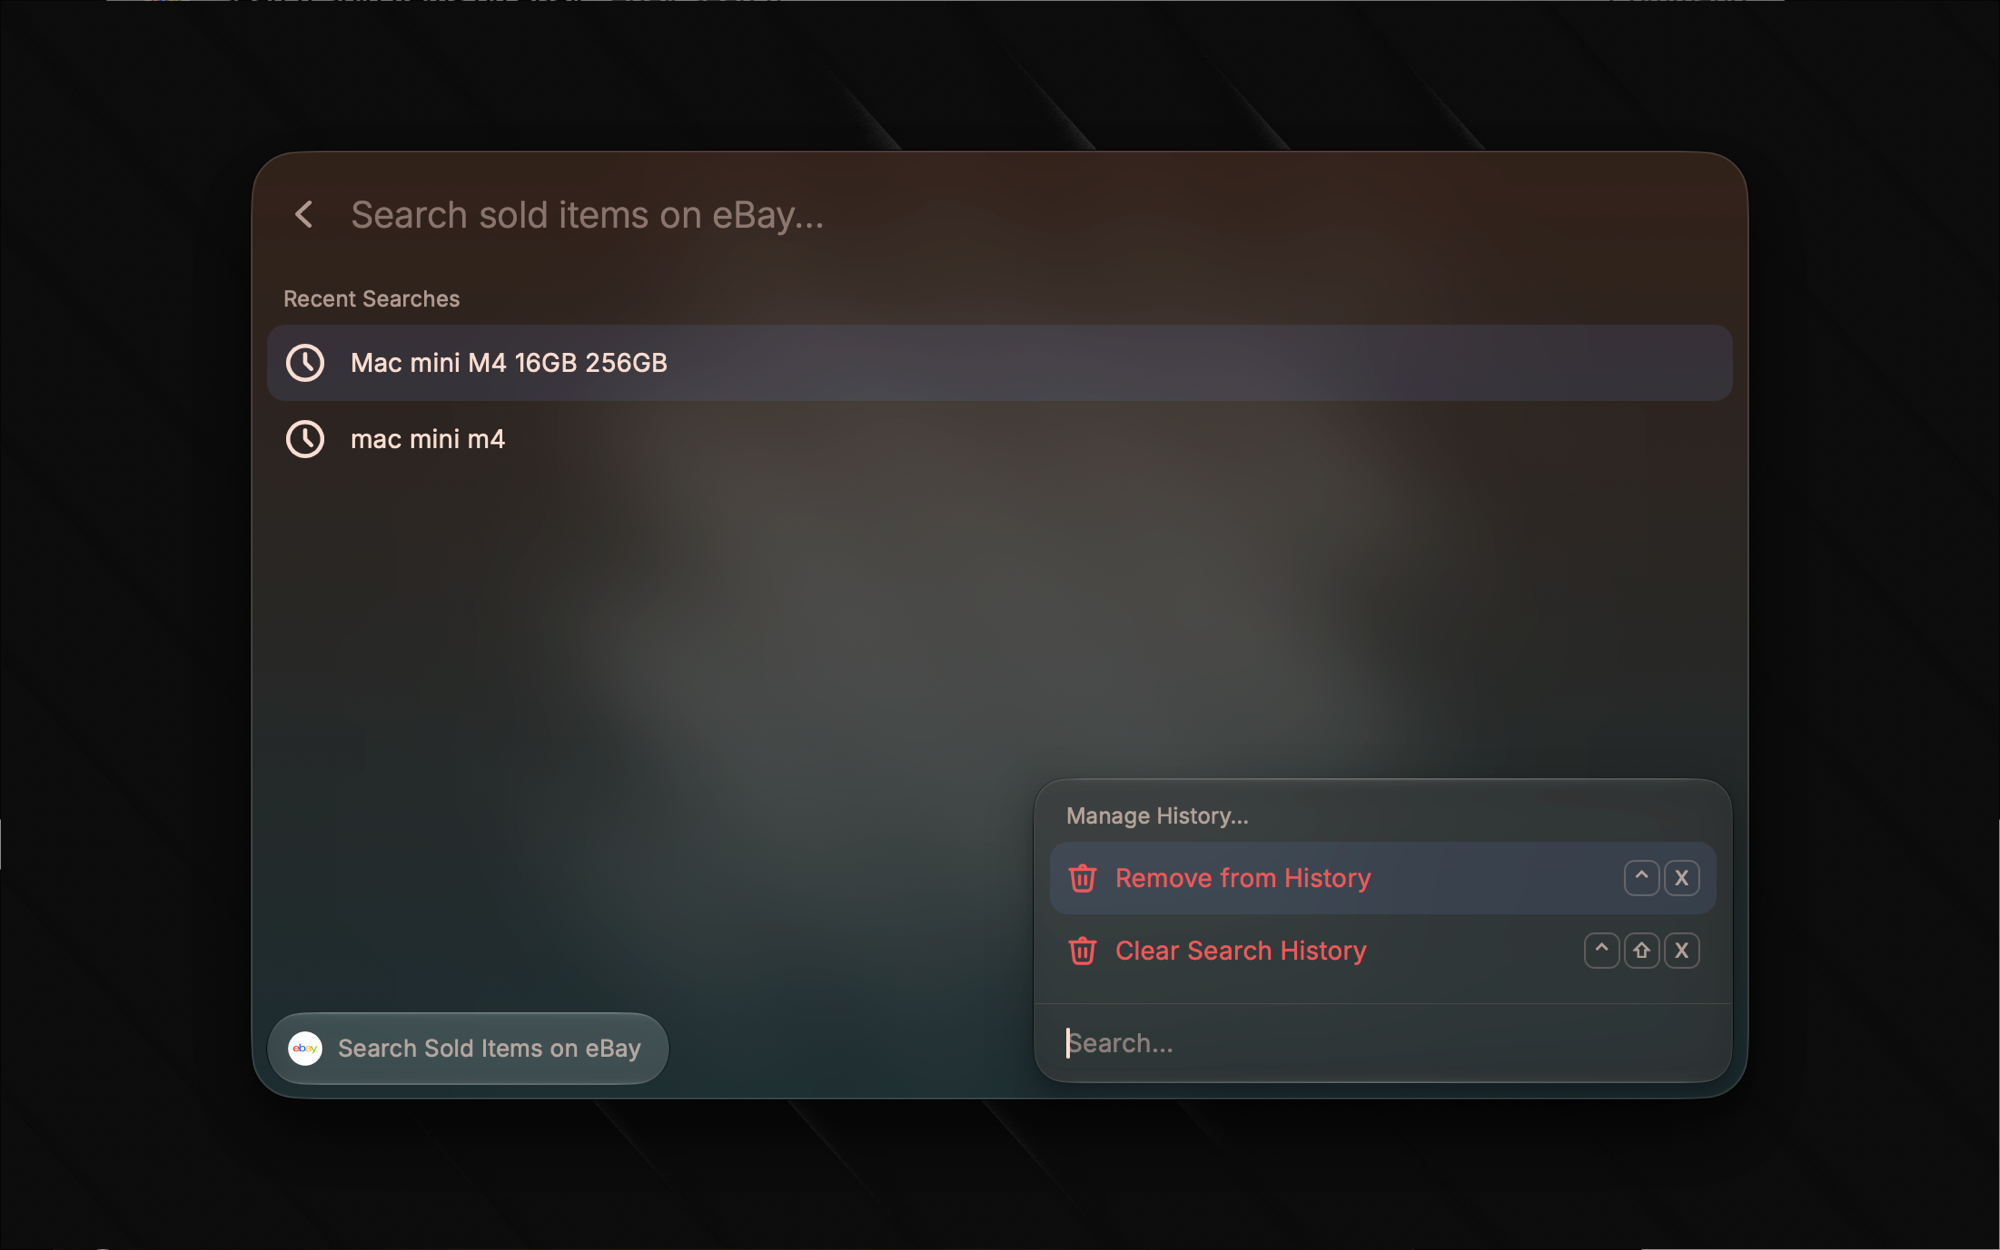 Search sold items on eBay...
Recent Searches
Mac mini M4 16GB 256GB
mac mini m4
Manage History...
Remove from History ^ X
Clear Search History ^ ⇧ X
Search...
ebay Search Sold Items on eBay